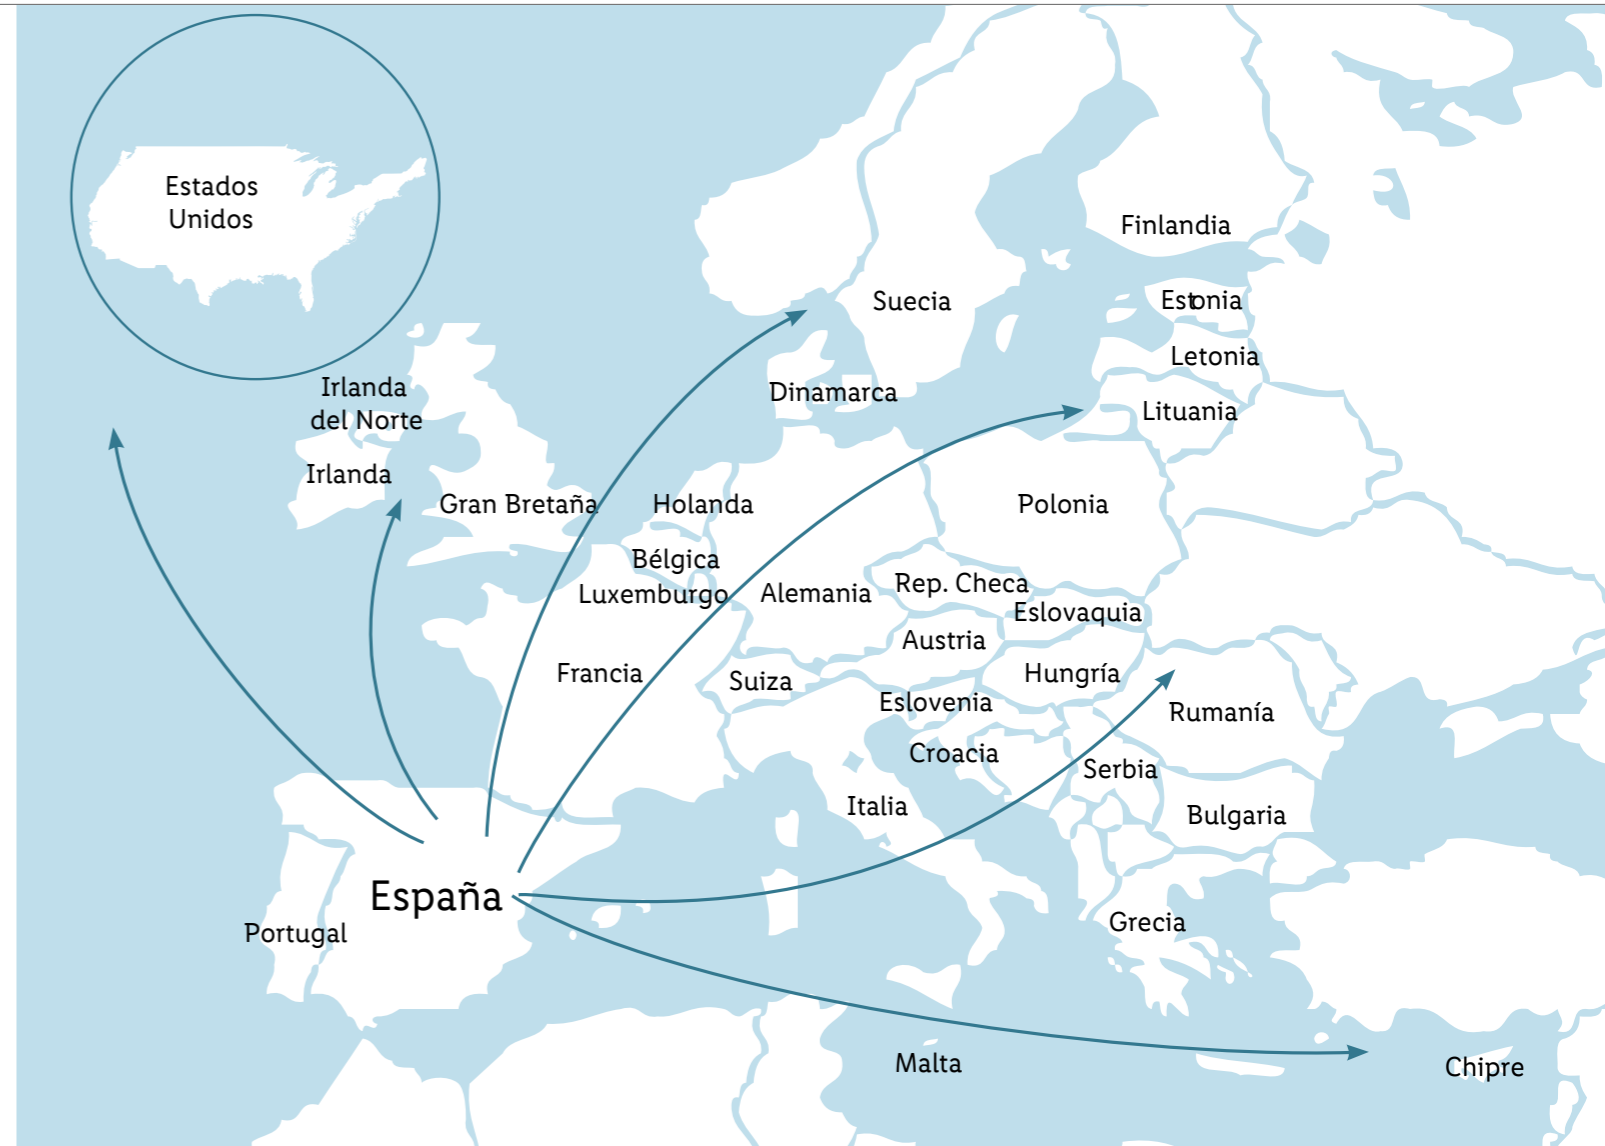 Estados
Unidos
Finlandia
Suecia
Estonia
Letonia
Irlanda
del Norte
Dinamarca
Lituania
Irlanda
Gran Bretaña
Holanda
Polonia
Bélgica
Luxemburgo
Alemania
Rep. Checa
Eslovaquia
Austria
Francia
Suiza
Hungría
Eslovenia
Rumanía
Croacia
Serbia
Italia
Bulgaria
España
Portugal
Grecia
Malta
Chipre